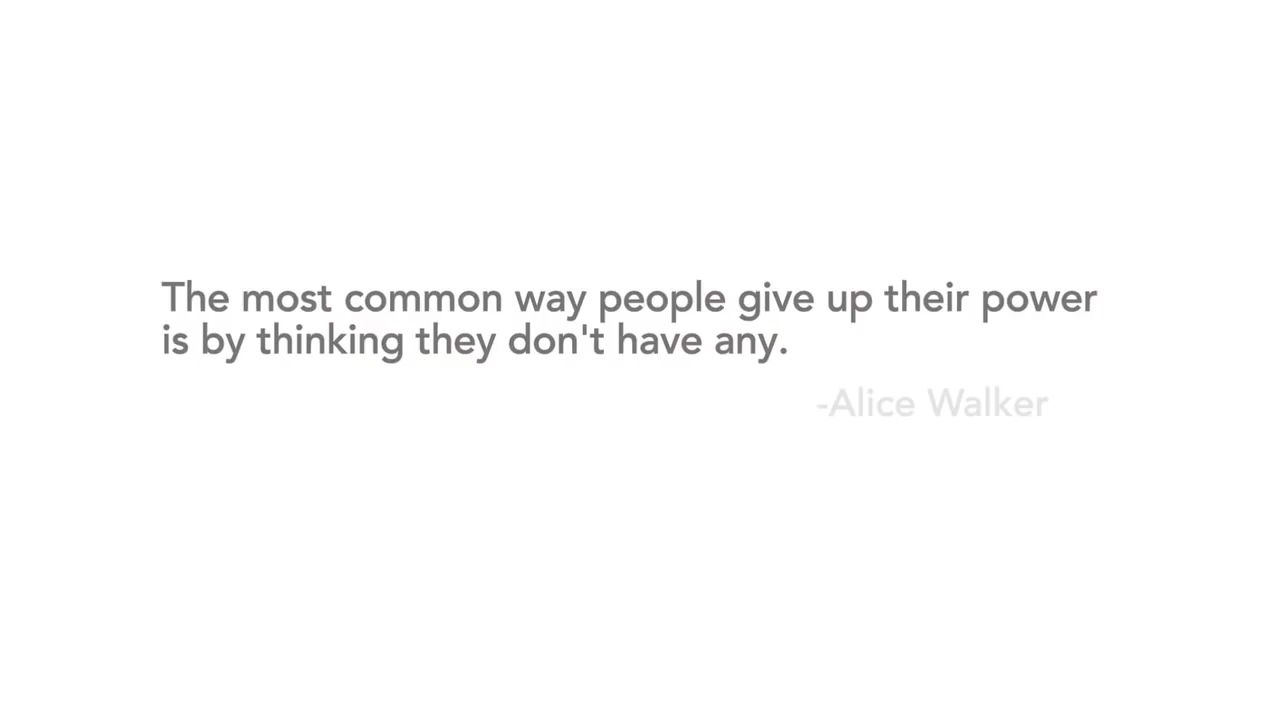 The most common way people give up their power
is by thinking they don't have any.
-Alice Walker